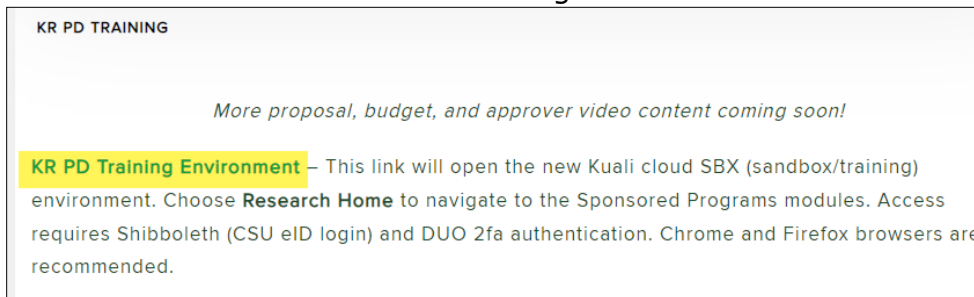 KR PD TRAINING
More proposal, budget, and approver video content coming soon!
KR PD Training Environment – This link will open the new Kuali cloud SBX (sandbox/training)
environment. Choose Research Home to navigate to the Sponsored Programs modules. Access
requires Shibboleth (CSU eID login) and DUO 2fa authentication. Chrome and Firefox browsers are
recommended.